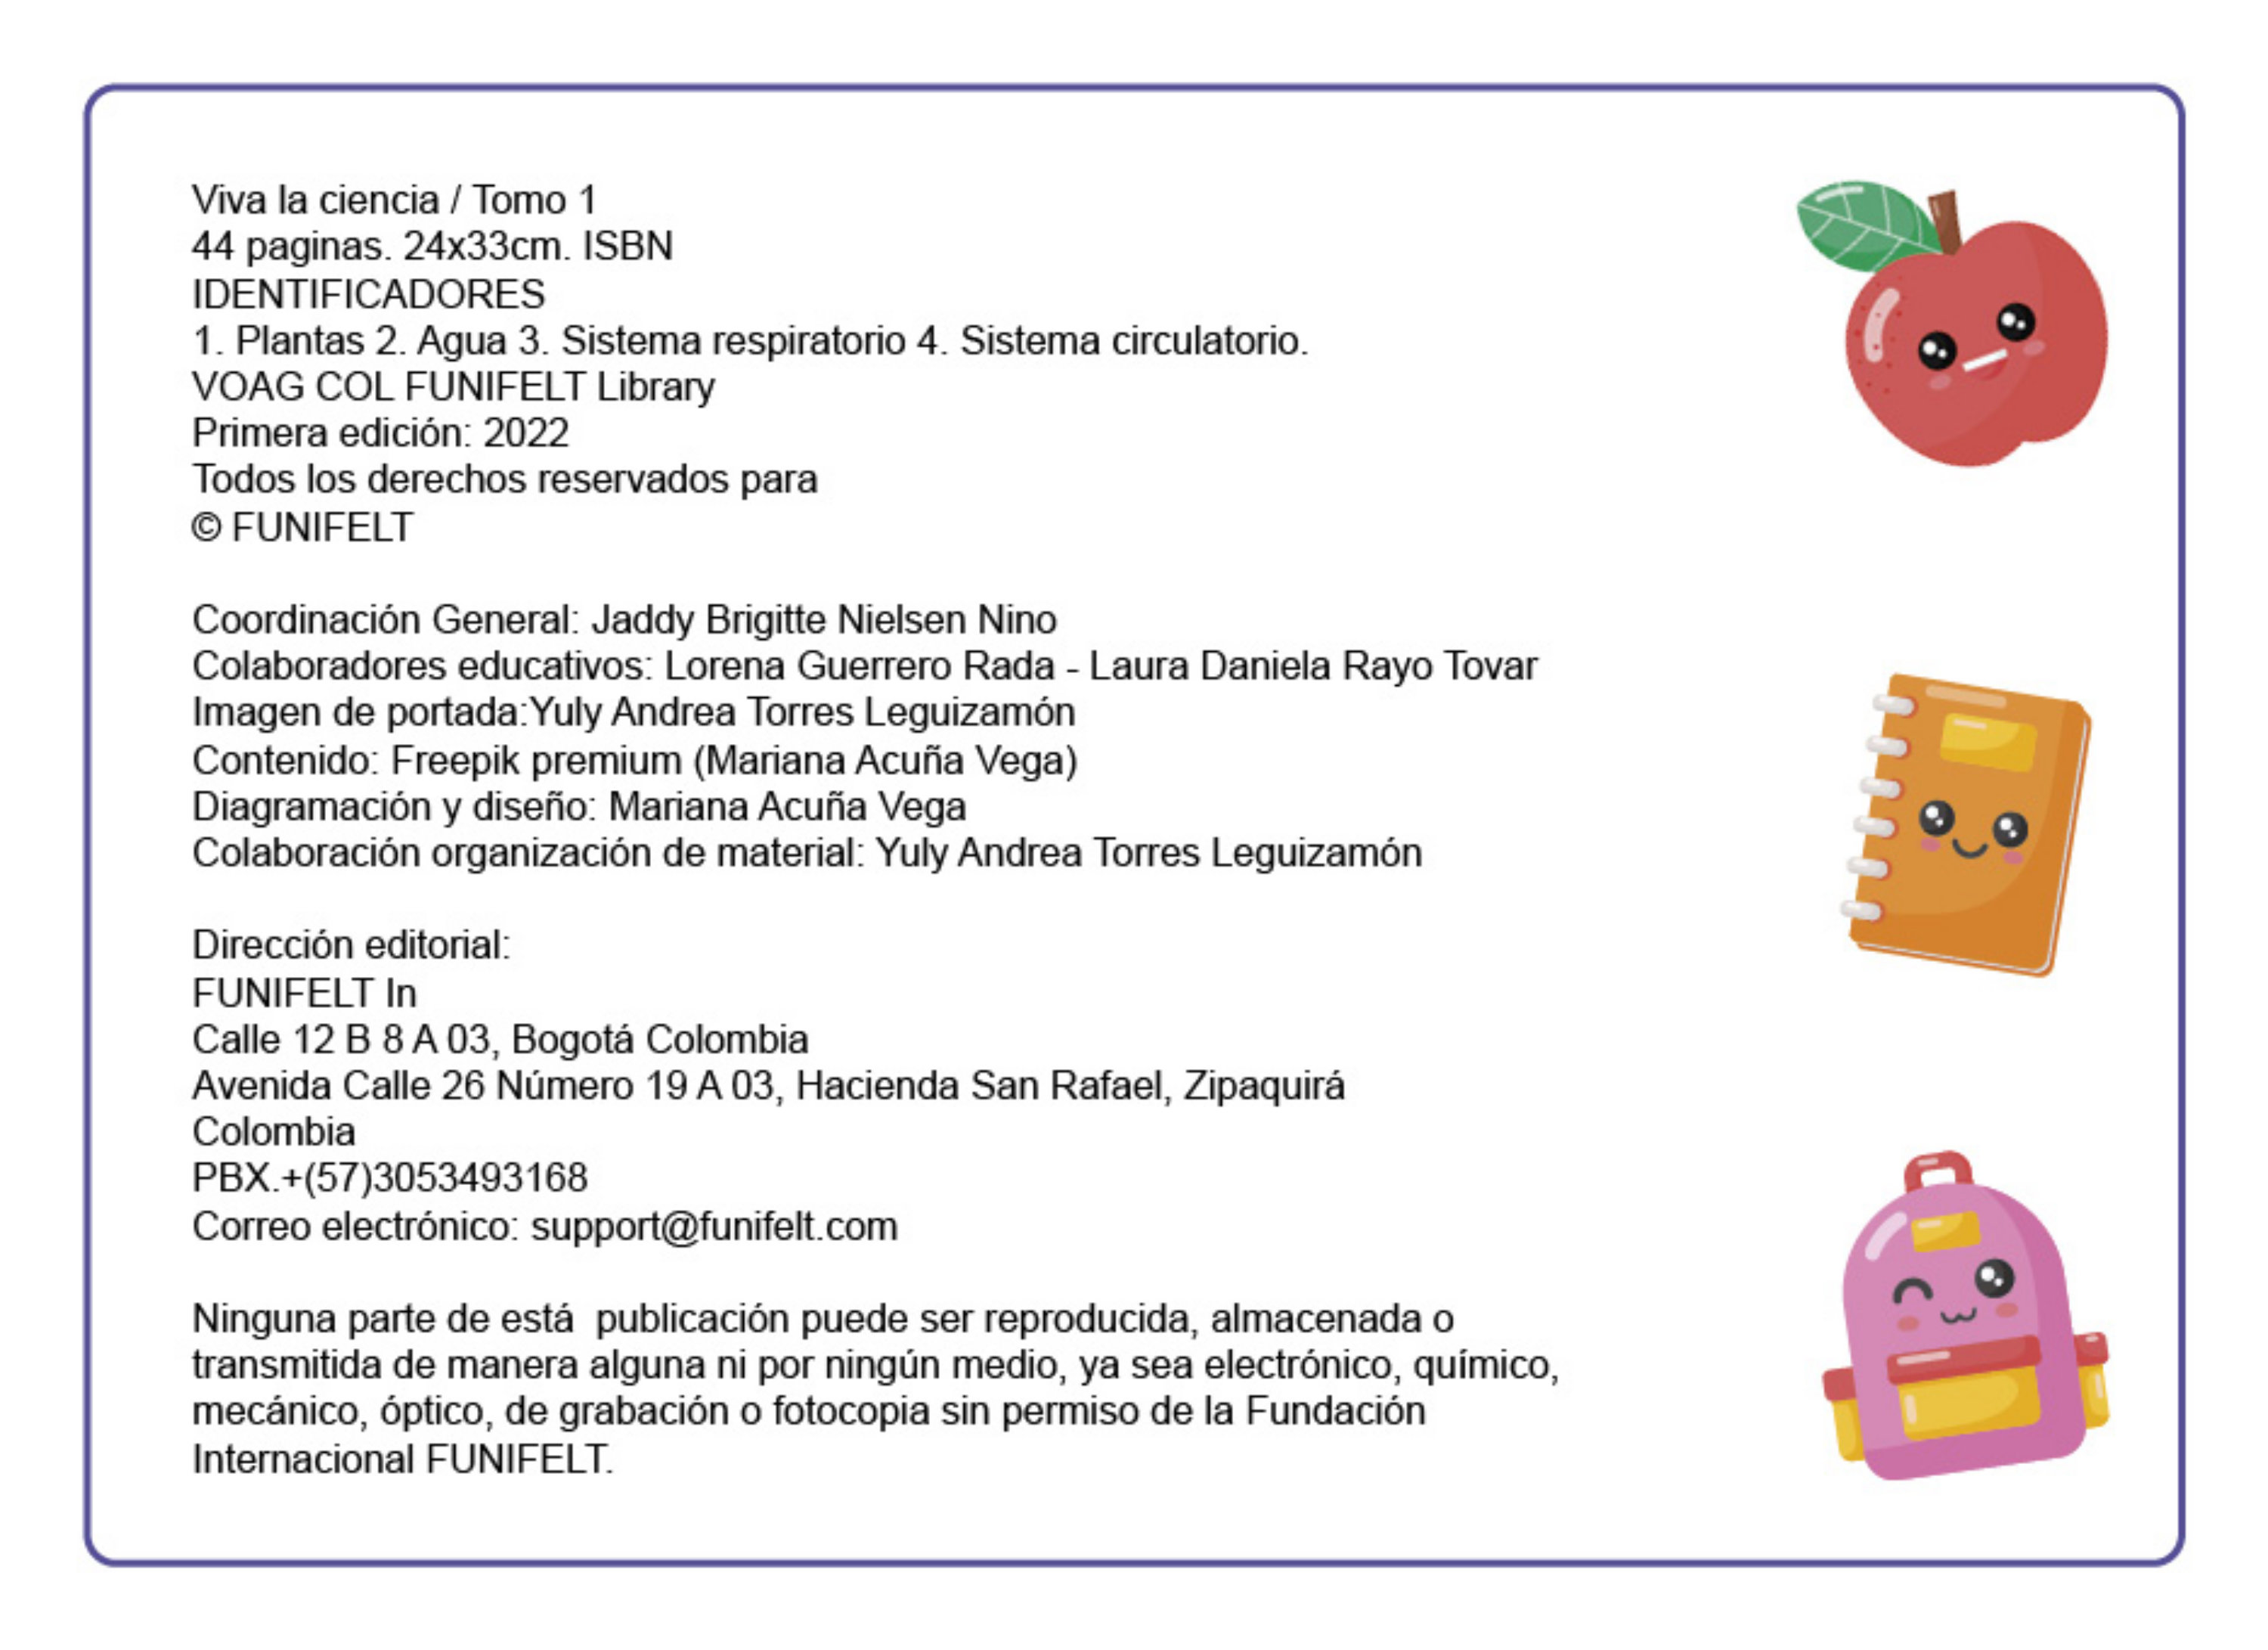 Viva la ciencia / Tomo 1
44 paginas. 24x33cm. ISBN
IDENTIFICADORES
1. Plantas 2. Agua 3. Sistema respiratorio 4. Sistema circulatorio.
VOAG COL FUNIFELT Library
Primera edición: 2022
Todos los derechos reservados para
© FUNIFELT
Coordinación General: Jaddy Brigitte Nielsen Nino
Colaboradores educativos: Lorena Guerrero Rada - Laura Daniela Rayo Tovar
Imagen de portada:Yuly Andrea Torres Leguizamón
Contenido: Freepik premium (Mariana Acuña Vega)
Diagramación y diseño: Mariana Acuña Vega
Colaboración organización de material: Yuly Andrea Torres Leguizamón
Dirección editorial:
FUNIFELT In
Calle 12 B 8 A 03, Bogotá Colombia
Avenida Calle 26 Número 19 A 03, Hacienda San Rafael, Zipaquirá
Colombia
PBX.+(57)3053493168
Correo electrónico: support@funifelt.com
Ninguna parte de está  publicación puede ser reproducida, almacenada o
transmitida de manera alguna ni por ningún medio, ya sea electrónico, químico,
mecánico, óptico, de grabación o fotocopia sin permiso de la Fundación
Internacional FUNIFELT.